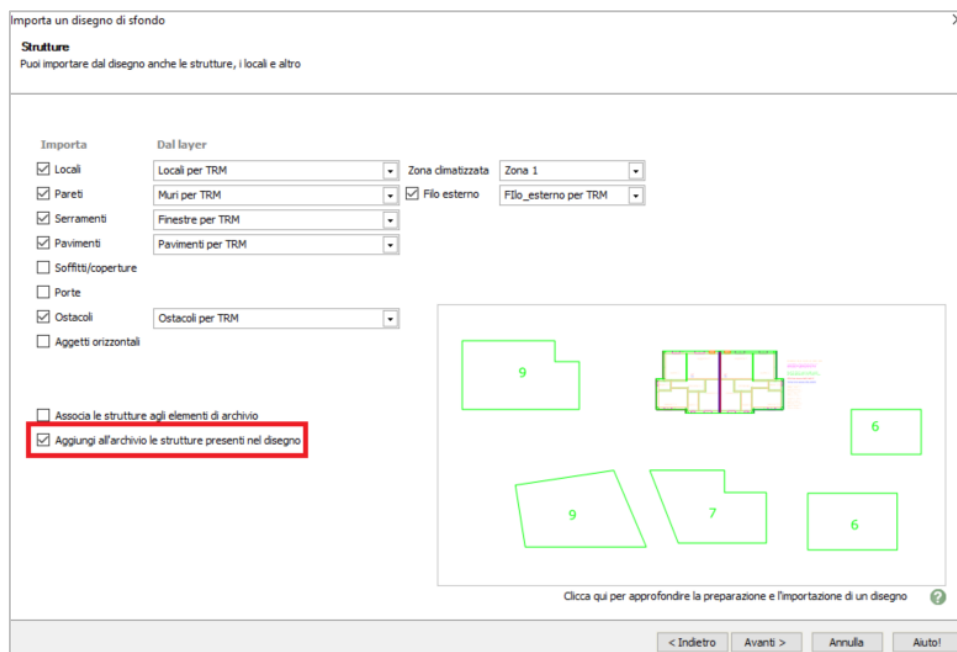 Importa un disegno di sfondo
Strutture
Puoi importare dal disegno anche le strutture, i locali e altro
Importa Dal layer
Locali Locali per TRM Zona climatizzata Zona 1
Pareti Muri per TRM Filo esterno FIlo_esterno per TRM
Serramenti Finestre per TRM
Pavimenti Pavimenti per TRM
Soffitti/coperture
Porte
Ostacoli Ostacoli per TRM
Aggetti orizzontali
9
6
Associa le strutture agli elementi di archivio
Aggiungi all'archivio le strutture presenti nel disegno
9 7 6
Clicca qui per approfondire la preparazione e l'importazione di un disegno ?
< Indietro Avanti > Annulla Aiuto!